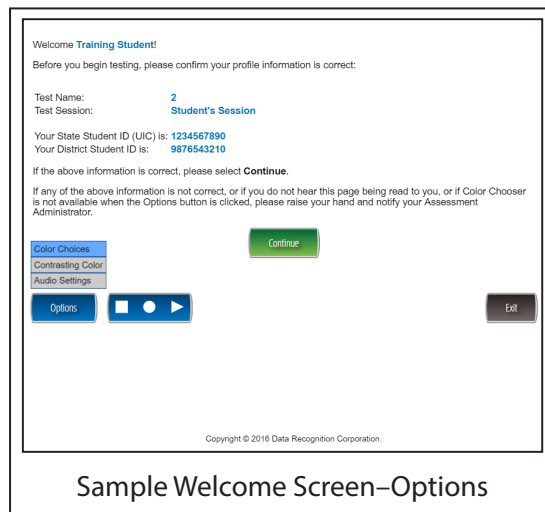 Welcome Training Student!
Before you begin testing, please confirm your profile information is correct:
Test Name: 2
Test Session: Student's Session
Your State Student ID (UIC) is: 1234567890
Your District Student ID is: 9876543210
If the above information is correct, please select Continue.
If any of the above information is not correct, or if you do not hear this page being read to you, or if Color Chooser
is not available when the Options button is clicked, please raise your hand and notify your Assessment
Administrator.
Continue
Color Choices
Contrasting Color
Audio Settings
Options
Exit
Copyright © 2016 Data Recognition Corporation.
Sample Welcome Screen–Options